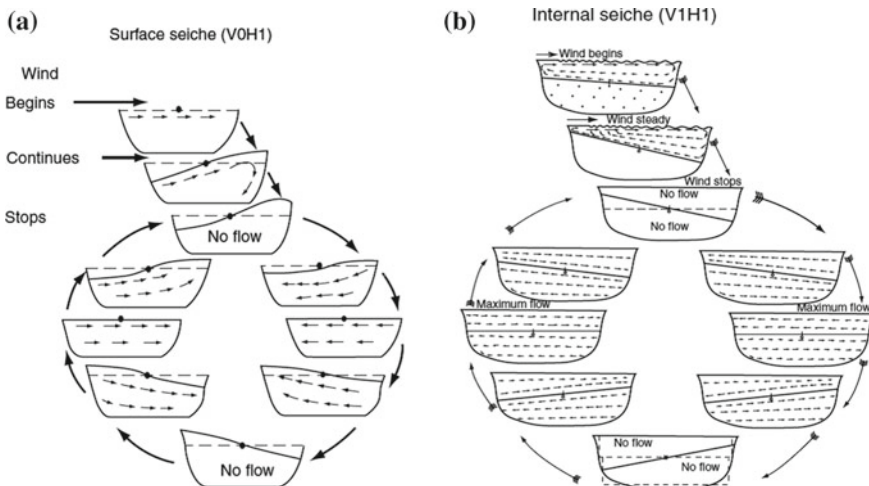 (a)
Surface seiche (V0H1)
Wind
Begins
Continues
Stops
No flow
No flow
(b)
Internal seiche (V1H1)
Wind begins
Wind steady
Wind stops
No flow
No flow
Maximum flow
Maximum flow
No flow
No flow